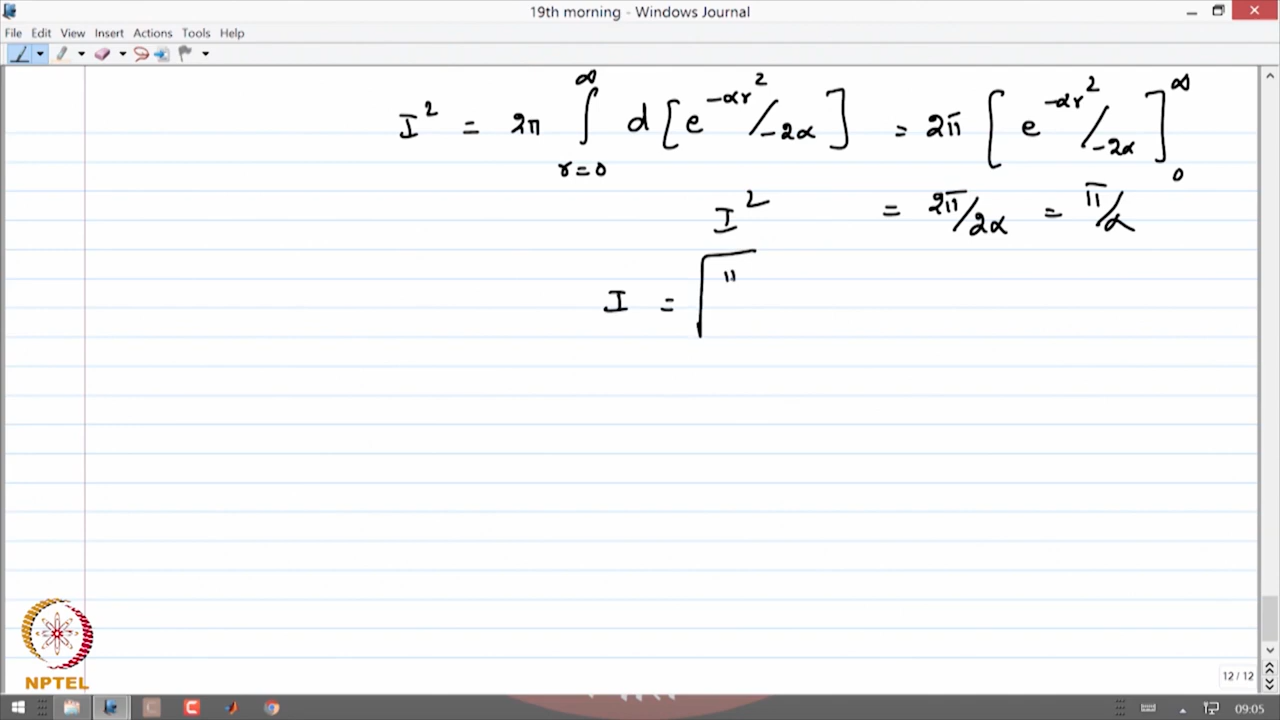 19th morning - Windows Journal
File Edit View Insert Actions Tools Help
I² = 2π ∫_{r=0}^{∞} d[e^{-αr²}/-2α] = 2π [e^{-αr²}/-2α]_0^∞
I² = 2π/2α = π/α
I = √π
12 / 12
NPTEL
09:05